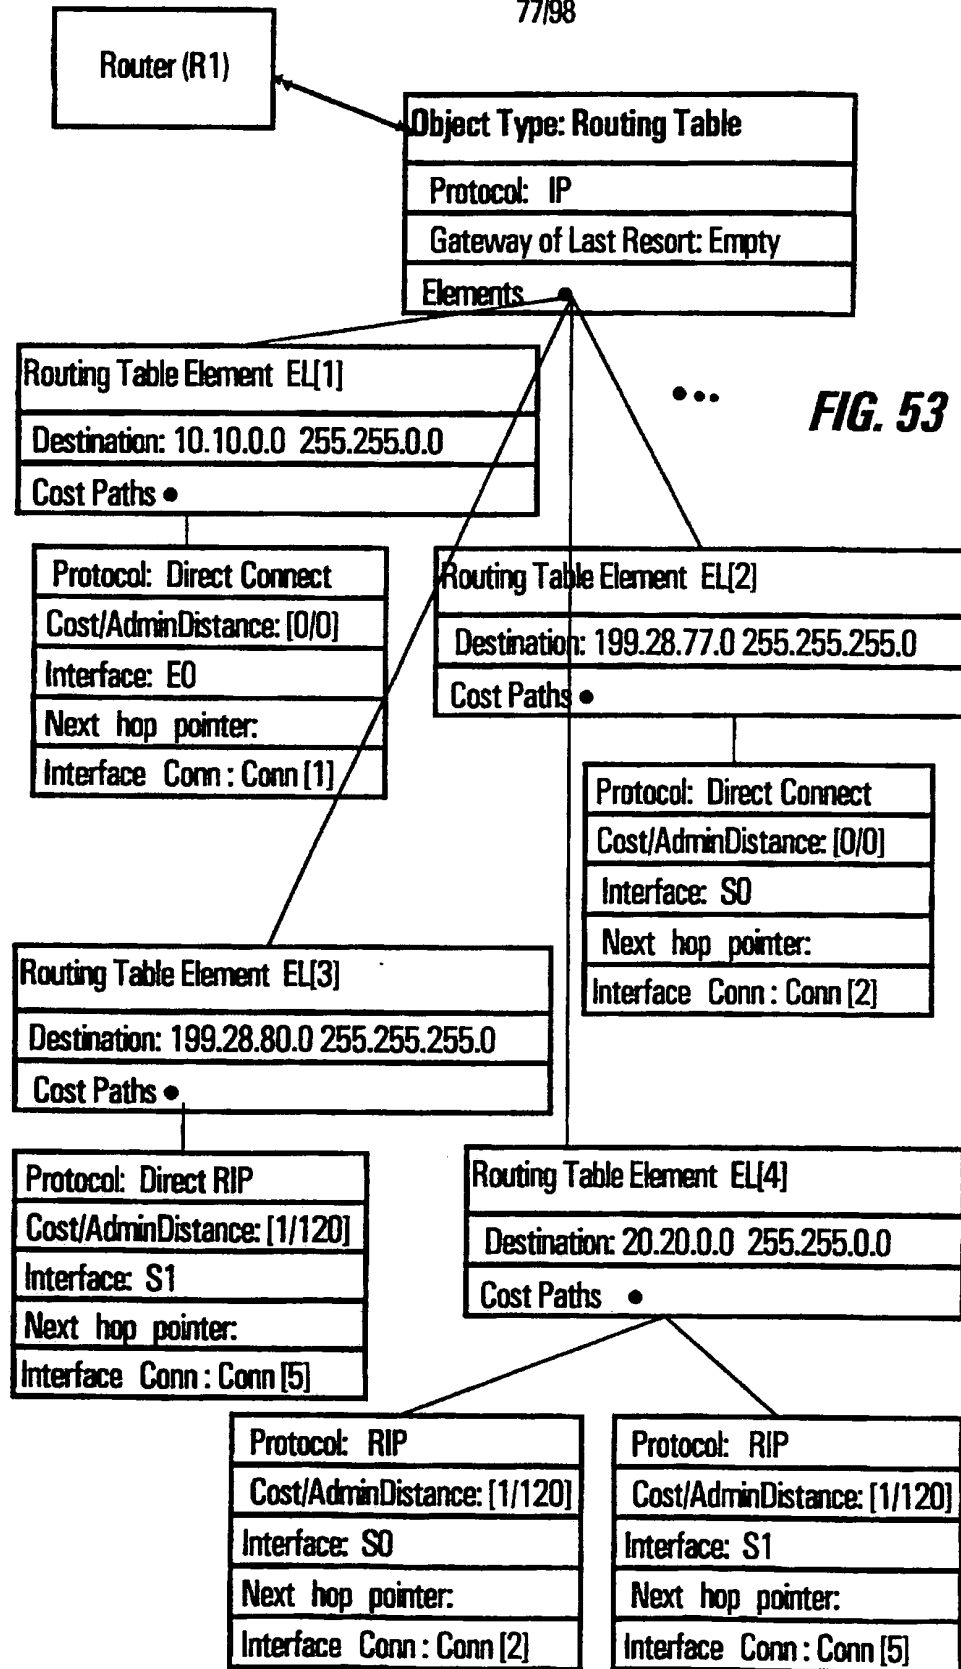 77/98
Router (R1)
Object Type: Routing Table
Protocol: IP
Gateway of Last Resort: Empty
Elements
Routing Table Element EL[1]
Destination: 10.10.0.0 255.255.0.0
Cost Paths
FIG. 53
Protocol: Direct Connect
Cost/AdminDistance: [0/0]
Interface: E0
Next hop pointer:
Interface Conn : Conn [1]
Routing Table Element EL[2]
Destination: 199.28.77.0 255.255.255.0
Cost Paths
Protocol: Direct Connect
Cost/AdminDistance: [0/0]
Interface: S0
Next hop pointer:
Interface Conn : Conn [2]
Routing Table Element EL[3]
Destination: 199.28.80.0 255.255.255.0
Cost Paths
Protocol: Direct RIP
Cost/AdminDistance: [1/120]
Interface: S1
Next hop pointer:
Interface Conn : Conn [5]
Routing Table Element EL[4]
Destination: 20.20.0.0 255.255.0.0
Cost Paths
Protocol: RIP
Cost/AdminDistance: [1/120]
Interface: S0
Next hop pointer:
Interface Conn : Conn [2]
Protocol: RIP
Cost/AdminDistance: [1/120]
Interface: S1
Next hop pointer:
Interface Conn : Conn [5]